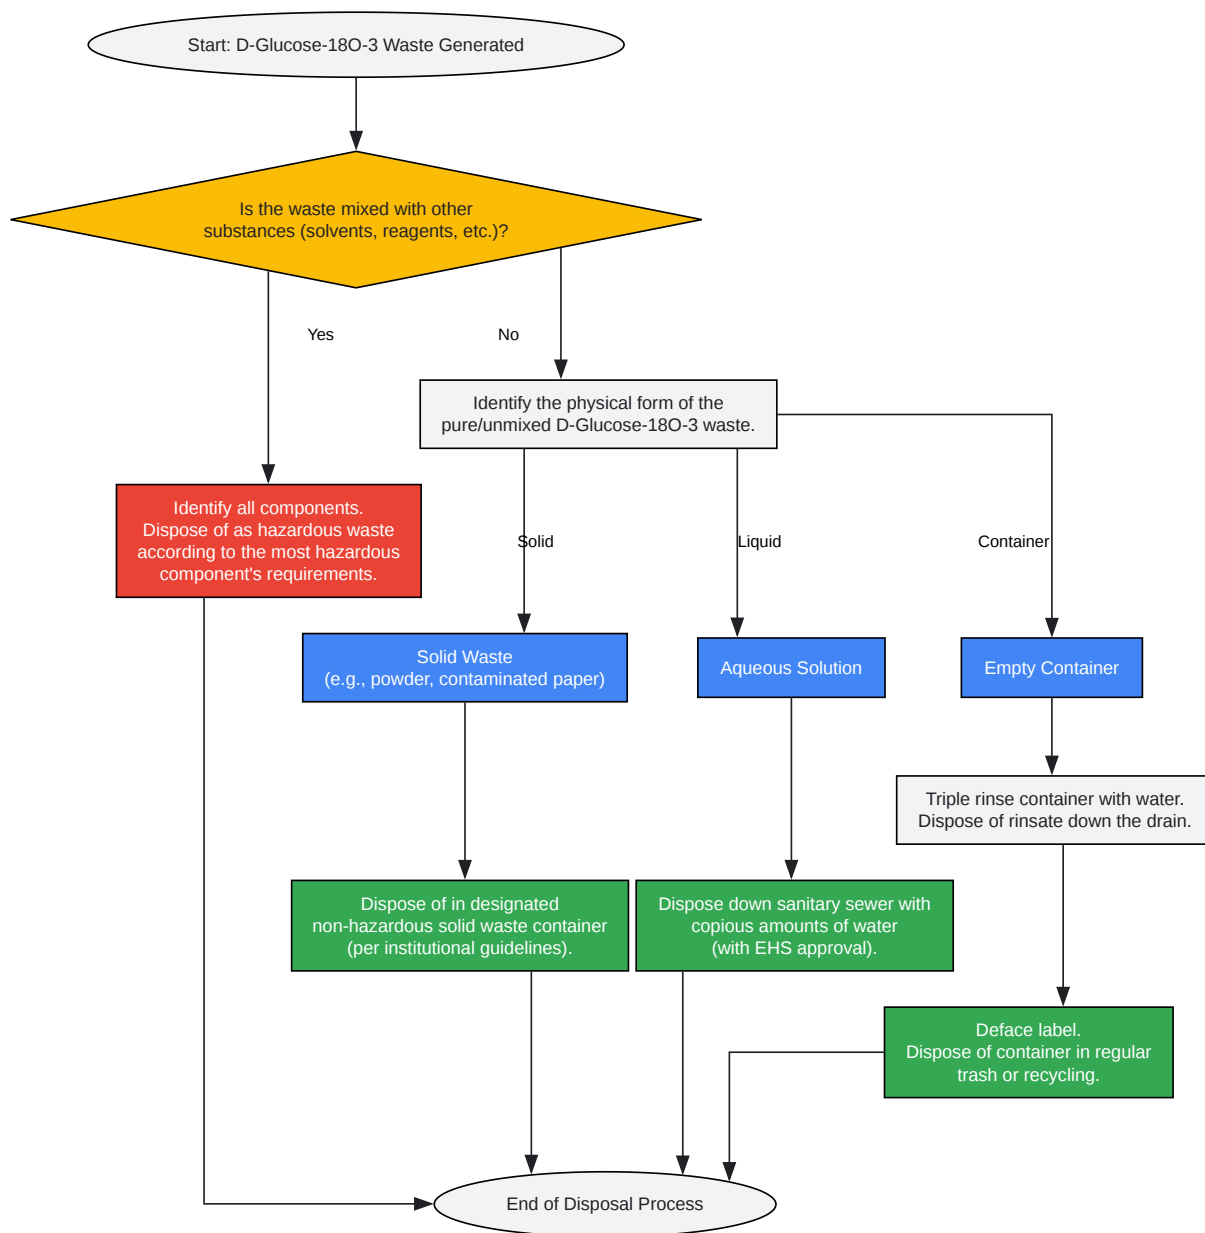 Start: D-Glucose-18O-3 Waste Generated
Is the waste mixed with other
substances (solvents, reagents, etc.)?
Yes
No
Identify the physical form of the
pure/unmixed D-Glucose-18O-3 waste.
Identify all components.
Dispose of as hazardous waste
according to the most hazardous
component's requirements.
Solid
Liquid
Container
Solid Waste
(e.g., powder, contaminated paper)
Aqueous Solution
Empty Container
Triple rinse container with water.
Dispose of rinsate down the drain.
Dispose of in designated
non-hazardous solid waste container
(per institutional guidelines).
Dispose down sanitary sewer with
copious amounts of water
(with EHS approval).
Deface label.
Dispose of container in regular
trash or recycling.
End of Disposal Process